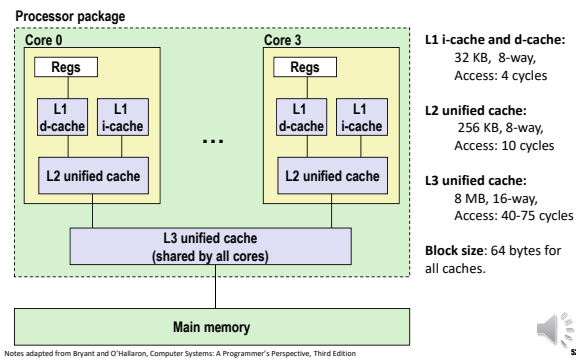 Processor package
Core 0
Regs
L1
d-cache
L1
i-cache
L2 unified cache
...
Core 3
Regs
L1
d-cache
L1
i-cache
L2 unified cache
L3 unified cache
(shared by all cores)
Main memory
L1 i-cache and d-cache:
32 KB, 8-way,
Access: 4 cycles
L2 unified cache:
256 KB, 8-way,
Access: 10 cycles
L3 unified cache:
8 MB, 16-way,
Access: 40-75 cycles
Block size: 64 bytes for
all caches.
Notes adapted from Bryant and O'Hallaron, Computer Systems: A Programmer's Perspective, Third Edition